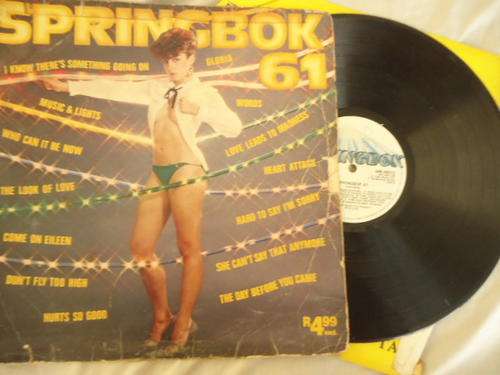 SPRINGBOK
61
I KNOW THERE'S SOMETHING GOING ON
GLORIA
MUSIC & LIGHTS
WORDS
WHO CAN IT BE NOW
LOVE LEADS TO MADNESS
THE LOOK OF LOVE
HEART ATTACK
HARD TO SAY I'M SORRY
COME ON EILEEN
SHE CAN'T SAY THAT ANYMORE
DON'T FLY TOO HIGH
THE DAY BEFORE YOU CAME
HURTS SO GOOD
R4.99
RINGBOK
TA